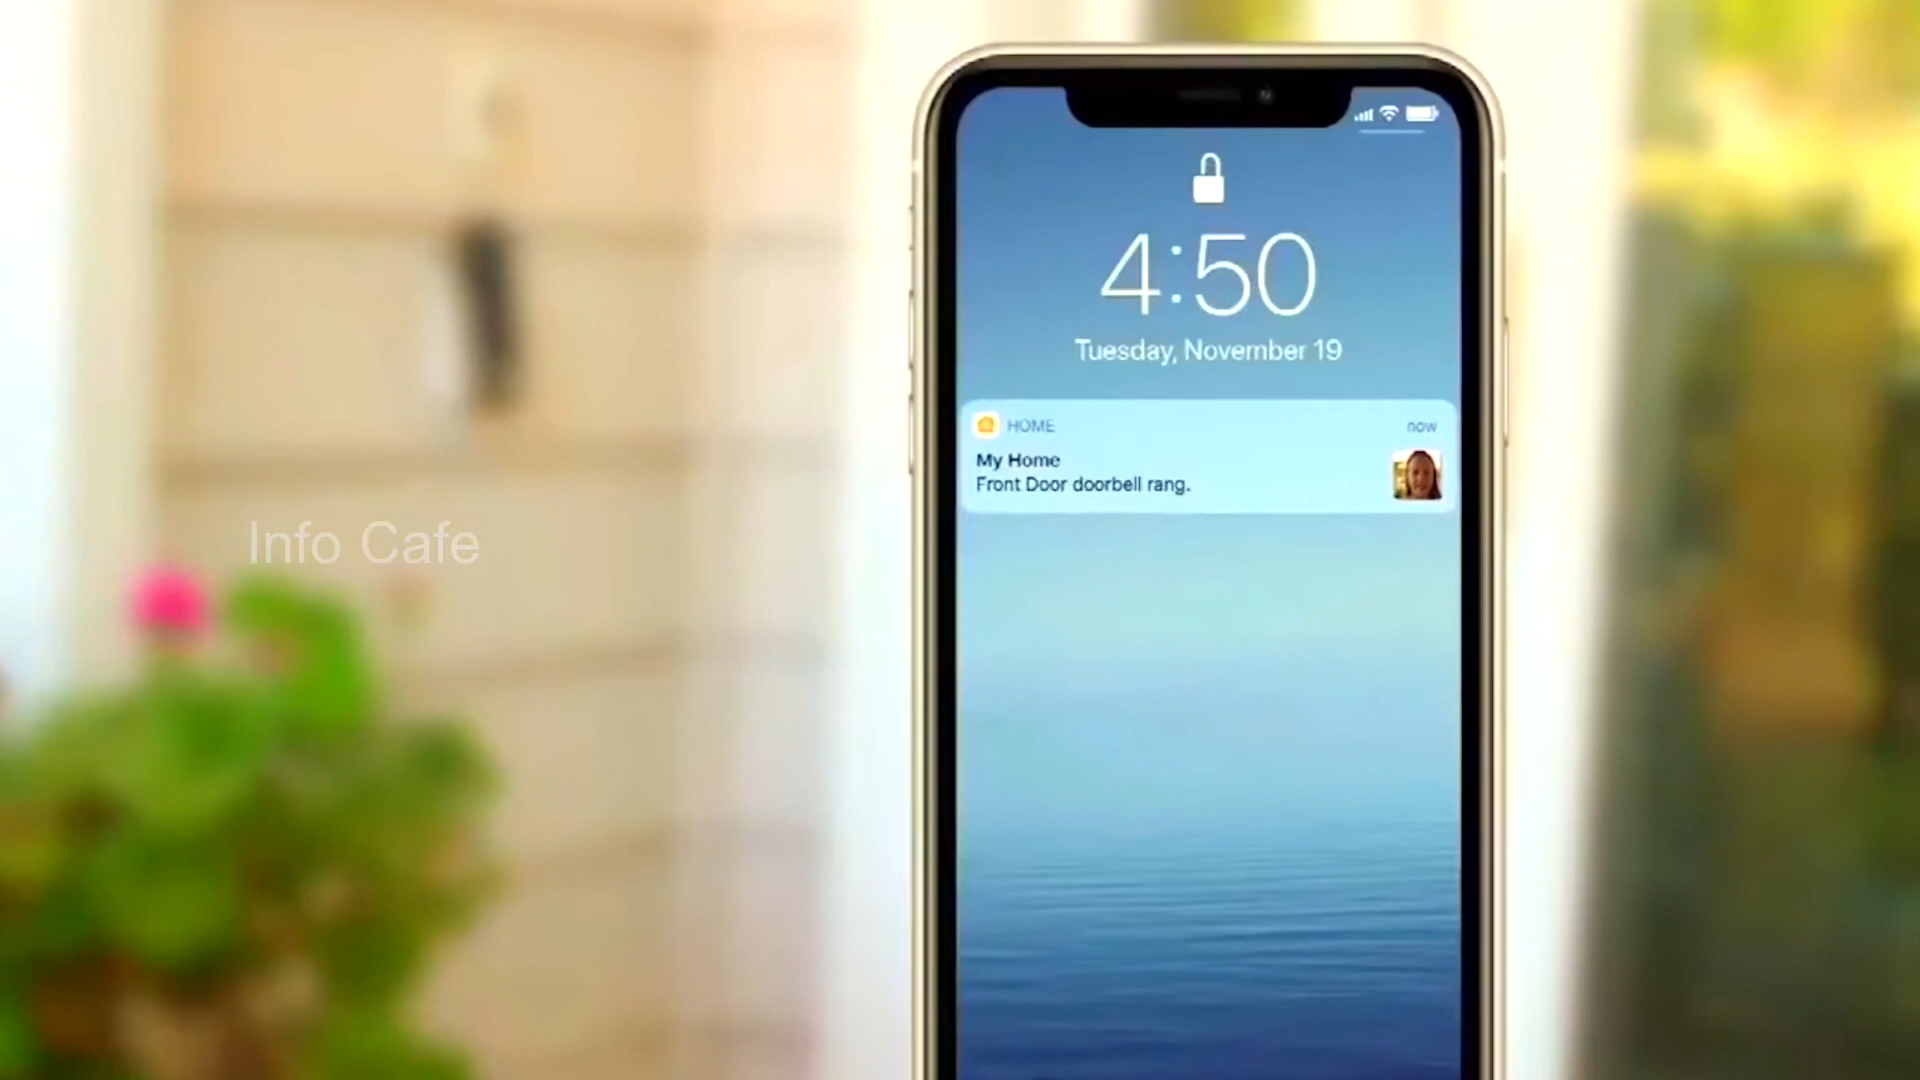 4:50
Tuesday, November 19
HOME now
My Home
Front Door doorbell rang.
Info Cafe